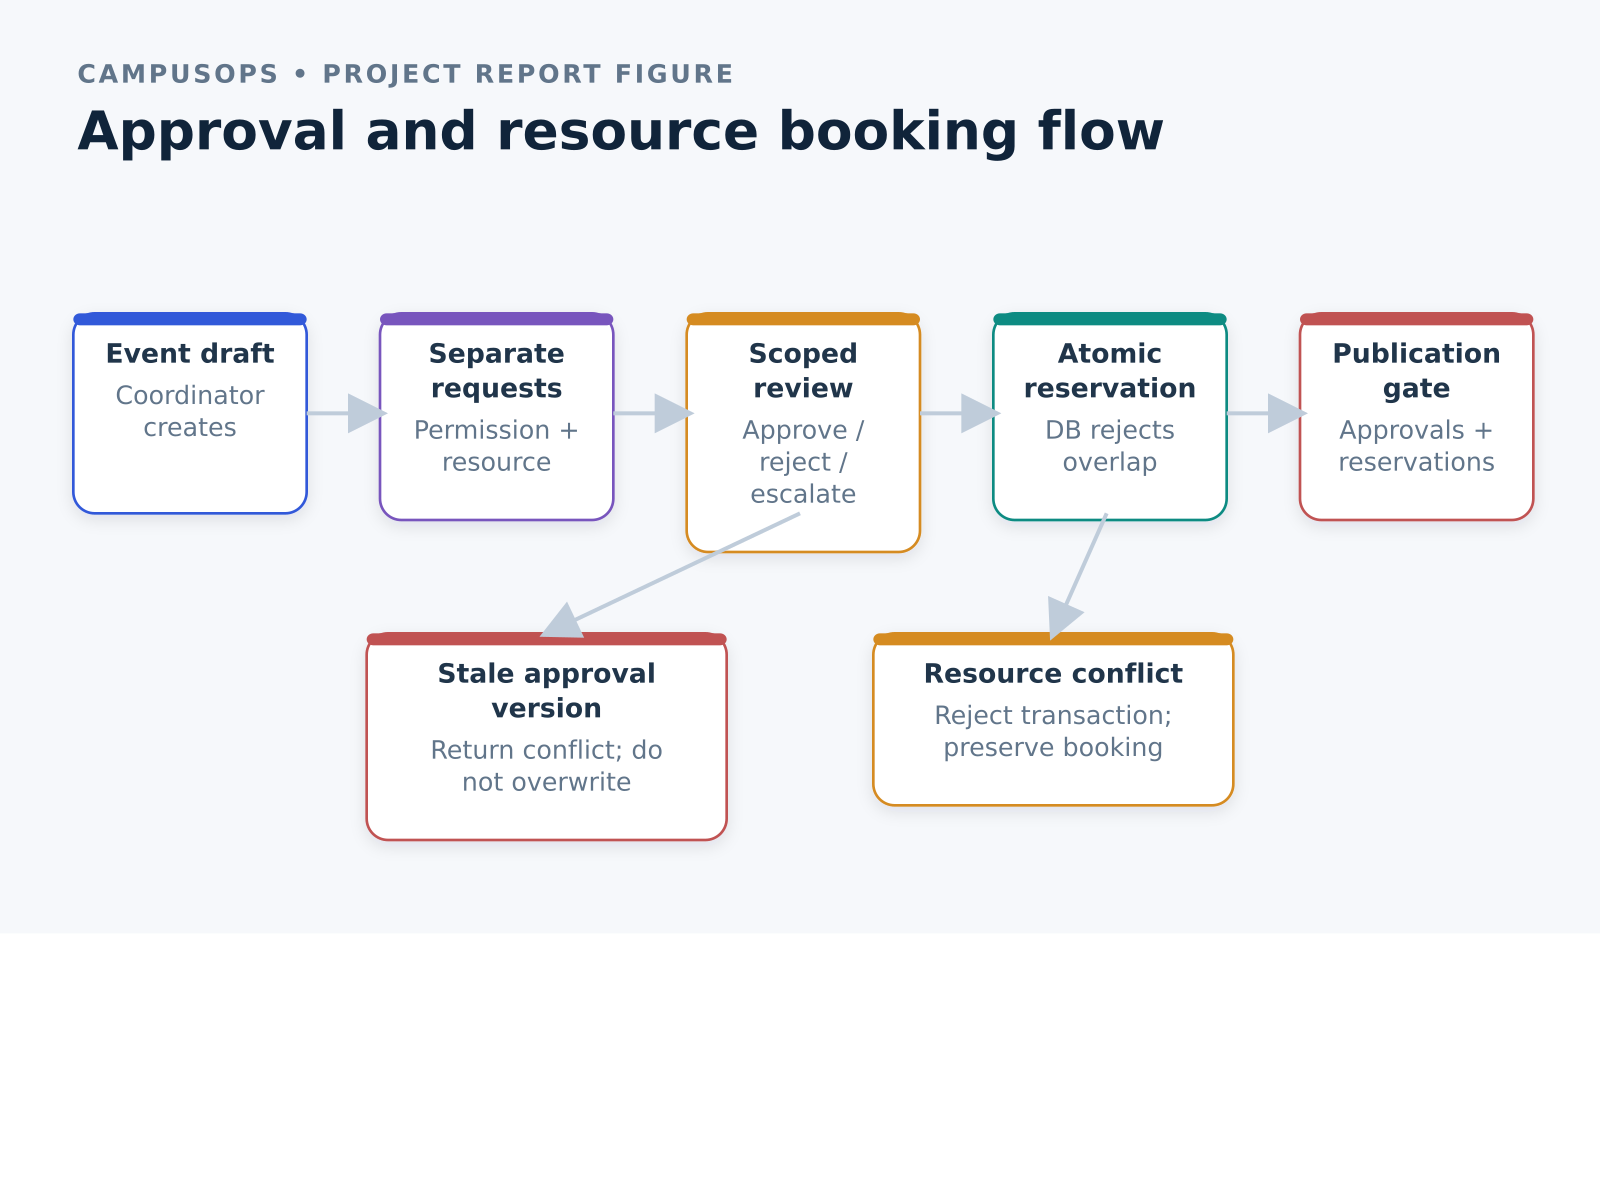 CAMPUSOPS • PROJECT REPORT FIGURE
Approval and resource booking flow
Event draft
Coordinator
creates
Separate
requests
Permission +
resource
Scoped
review
Approve /
reject /
escalate
Atomic
reservation
DB rejects
overlap
Publication
gate
Approvals +
reservations
Stale approval
version
Return conflict; do
not overwrite
Resource conflict
Reject transaction;
preserve booking